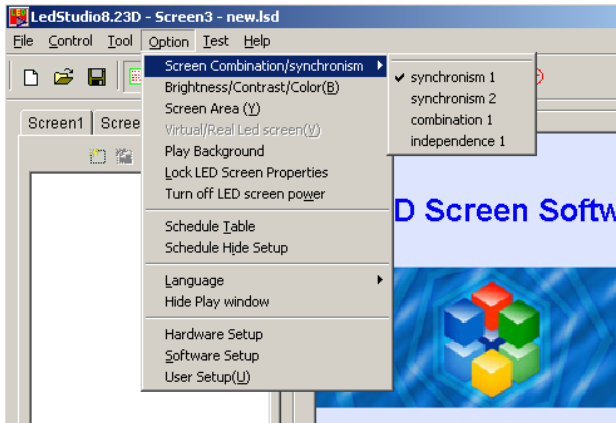 LedStudio8.23D - Screen3 - new.lsd
File Control Tool Option Test Help
Screen Combination/synchronism
Brightness/Contrast/Color(B)
Screen Area (Y)
Virtual/Real Led screen(V)
Play Background
Lock LED Screen Properties
Turn off LED screen power
Schedule Table
Schedule Hide Setup
Language
Hide Play window
Hardware Setup
Software Setup
User Setup(U)
synchronism 1
synchronism 2
combination 1
independence 1
Screen1 Scree
D Screen Softw